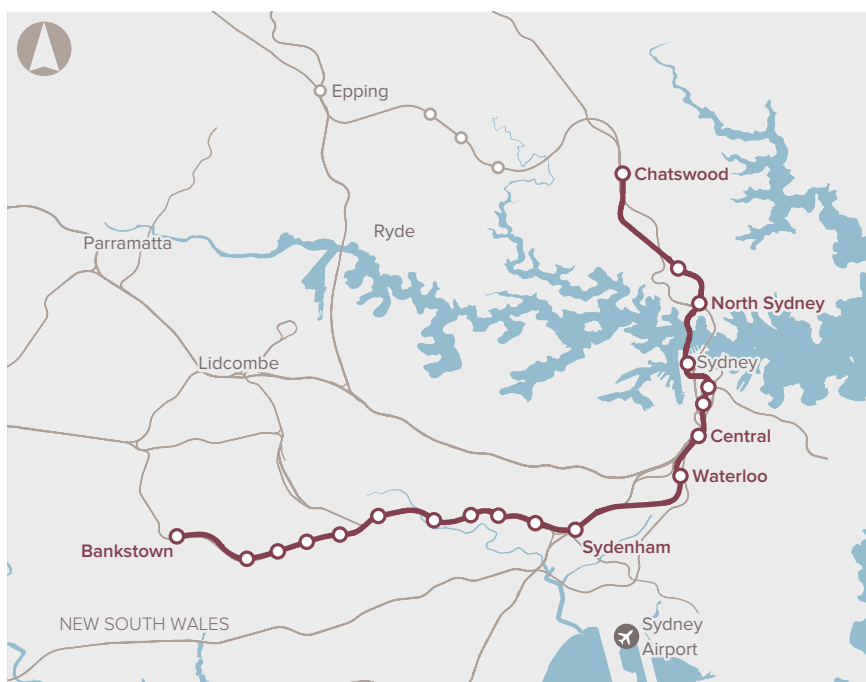 Epping
Chatswood
Ryde
Parramatta
North Sydney
Lidcombe
Sydney
Central
Waterloo
Bankstown
Sydenham
NEW SOUTH WALES
Sydney
Airport